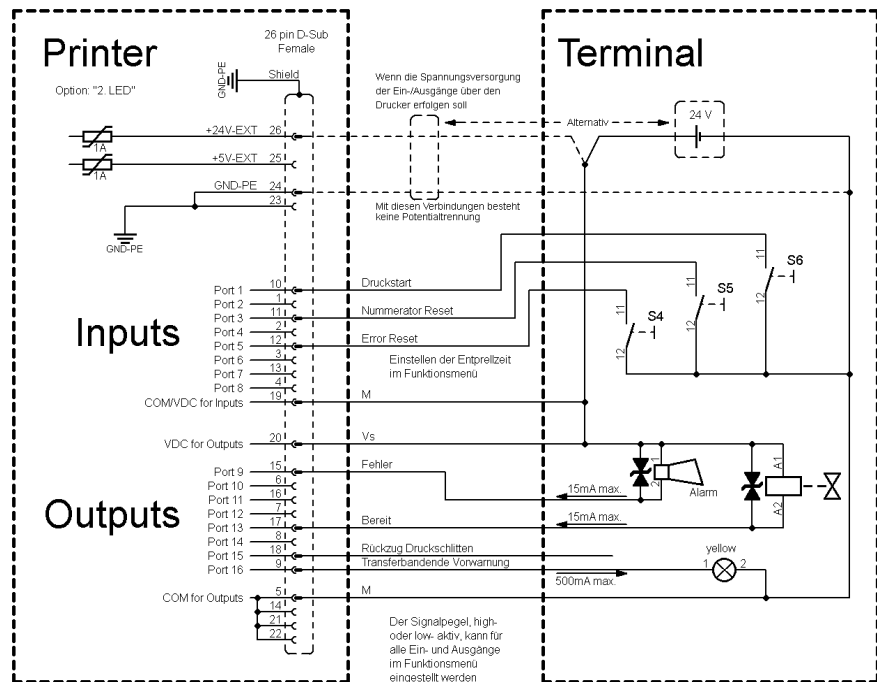 Printer
26 pin D-Sub
Female
Terminal
Option: "2. LED"
GND-PE
Shield
Wenn die Spannungsversorgung
der Ein-/Ausgänge über den
Drucker erfolgen soll
24 V
Alternativ
+24V-EXT 26
1A
+5V-EXT 25
1A
GND-PE 24
23
GND-PE
Mit diesen Verbindungen besteht
keine Potentialtrennung
Inputs
Port 1 10 Druckstart
Port 2 1
Port 3 11 Nummerator Reset
Port 4 2
Port 5 12 Error Reset
Port 6 3
Port 7 13
Port 8 4
COM/VDC for Inputs 19 M
Einstellen der Entprellzeit
im Funktionsmenü
11 S4 12
11 S5 12
11 S6 12
VDC for Outputs 20 Vs
Outputs
Port 9 15 Fehler
Port 10 6
Port 11 16
Port 12 7
Port 13 17 Bereit
Port 14 8
Port 15 18 Rückzug Druckschlitten
Port 16 9 Transferbandende Vorwarnung
15mA max.
1 2 Alarm
A1 A2
15mA max.
yellow
1 2
500mA max.
COM for Outputs 5 M
14
21
22
Der Signalpegel, high-
oder low- aktiv, kann für
alle Ein- und Ausgänge
im Funktionsmenü
eingestellt werden